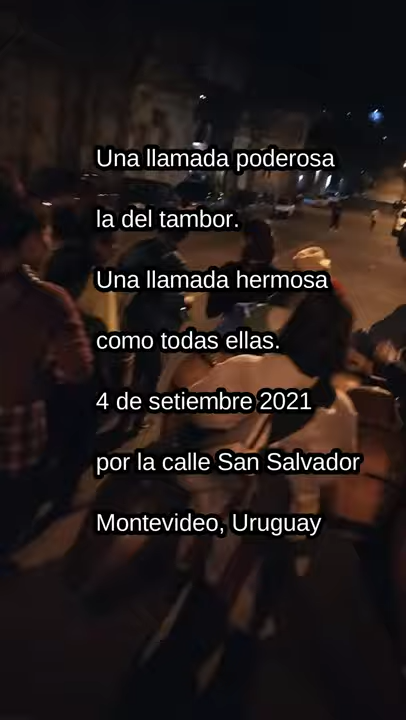 Una llamada poderosa
la del tambor.
Una llamada hermosa
como todas ellas.
4 de setiembre 2021
por la calle San Salvador
Montevideo, Uruguay